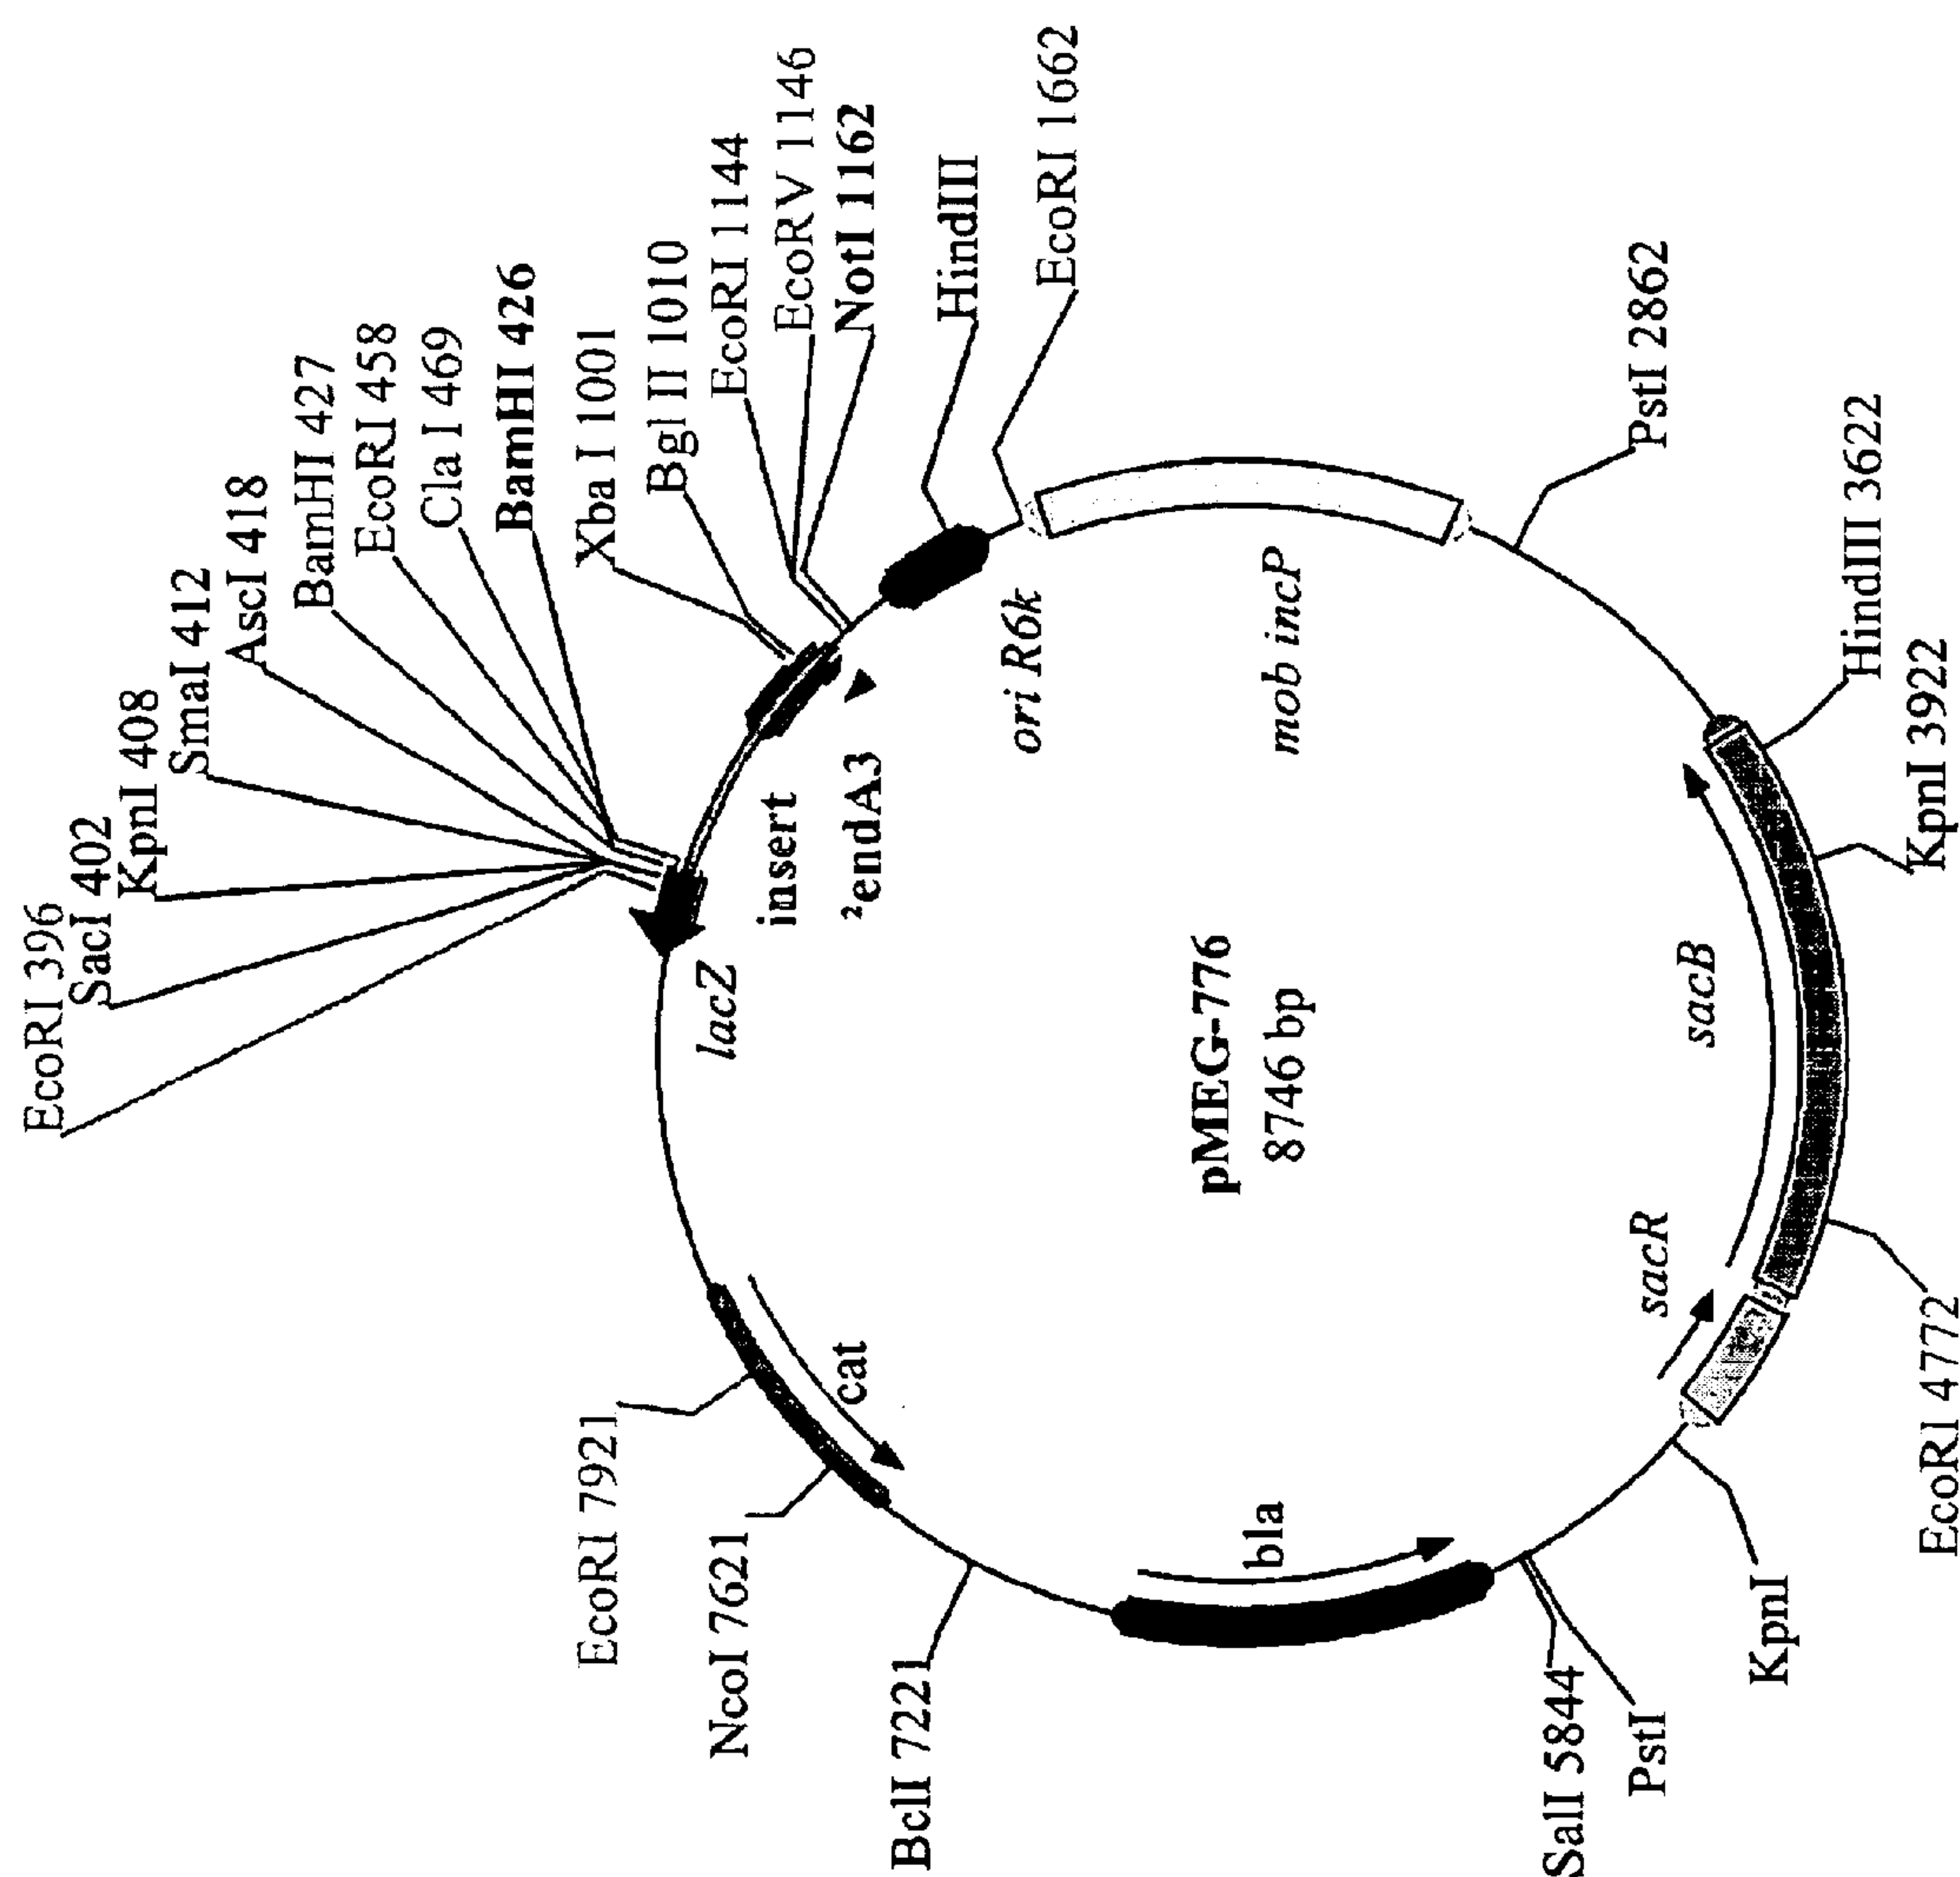 EcoRI 396
SacI 402
KpnI 408
SmaI 412
AscI 418
BamHI 427
EcoRI 458
Cla I 469
BamHI 426
Xba I 1001
Bgl II 1010
EcoRI 1144
EcoRV 1146
NotI 1162
HindIII
EcoRI 1662
PstI 2862
HindIII 3622
KpnI 3922
EcoRI 4772
KpnI
PstI
SalI 5844
BclI 7221
NcoI 7621
EcoRI 7921
lacZ
insert
²endA3
ori R6k
mob incP
sacB
sacR
bla
cat
pMEG-776
8746 bp